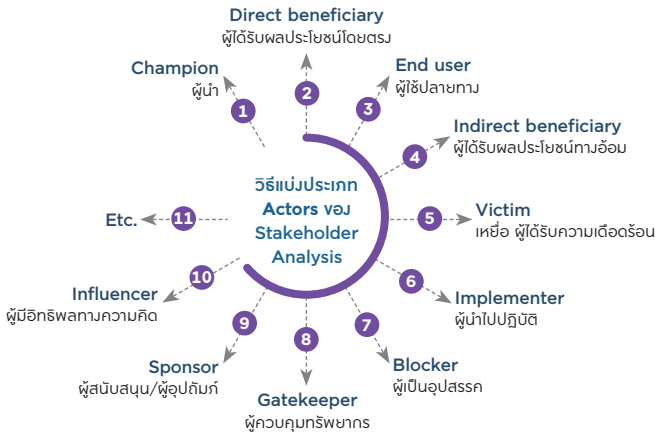 Direct beneficiary
ผู้ได้รับผลประโยชน์โดยตรง
Champion
ผู้นำ
End user
ผู้ใช้ปลายทาง
1
2
3
Indirect beneficiary
ผู้ได้รับผลประโยชน์ทางอ้อม
4
วิธีแบ่งประเภท
Actors ของ
Stakeholder
Analysis
Etc.
11
5
Victim
เหยื่อ ผู้ได้รับความเดือดร้อน
10
6
Influencer
ผู้มีอิทธิพลทางความคิด
Implementer
ผู้นำไปปฏิบัติ
9
8
7
Sponsor
ผู้สนับสนุน/ผู้อุปถัมภ์
Blocker
ผู้เป็นอุปสรรค
Gatekeeper
ผู้ควบคุมทรัพยากร